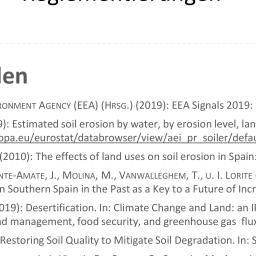 len
RONMENT AGENCY (EEA) (HRSG.) (2019): EEA Signals 2019:
): Estimated soil erosion by water, by erosion level, lan
opa.eu/eurostat/databrowser/view/aei_pr_soiler/defau
(2010): The effects of land uses on soil erosion in Spain:
NTE-AMATE, J., MOLINA, M., VANWALLEGHEM, T., U. I. LORITE
n Southern Spain in the Past as a Key to a Future of Incr
019): Desertification. In: Climate Change and Land: an IP
nd management, food security, and greenhouse gas flux
Restoring Soil Quality to Mitigate Soil Degradation. In: S